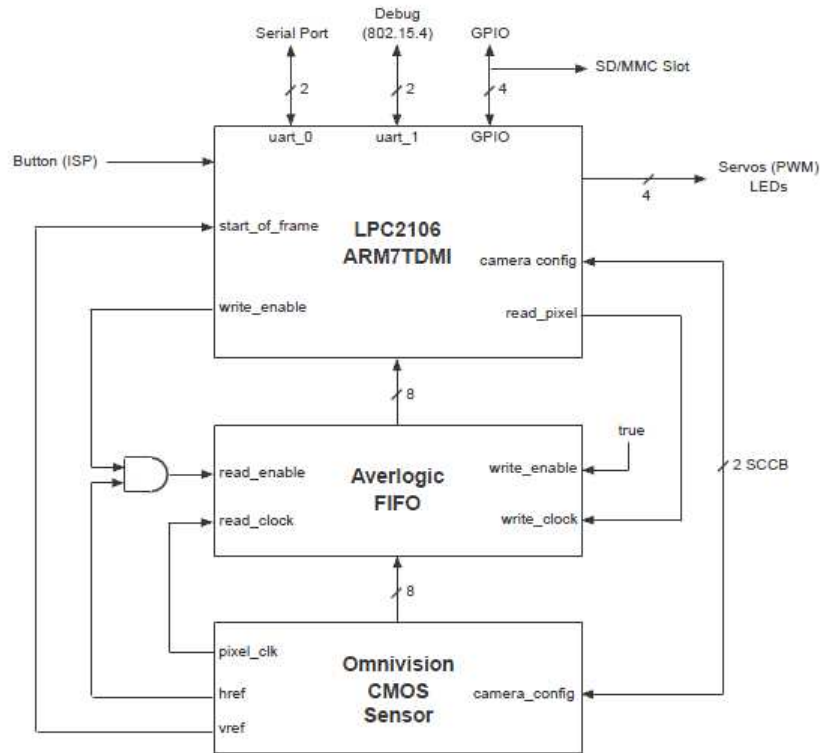 Debug
Serial Port
(802.15.4)
GPIO
SD/MMC Slot
2
2
4
uart_0
uart_1
GPIO
Button (ISP)
Servos (PWM)
LEDs
4
start_of_frame
LPC2106
ARM7TDMI
camera config
write_enable
read_pixel
8
true
read_enable
Averlogic
FIFO
write_enable
2 SCCB
read_clock
write_clock
8
pixel_clk
Omnivision
CMOS
Sensor
href
camera_config
vref